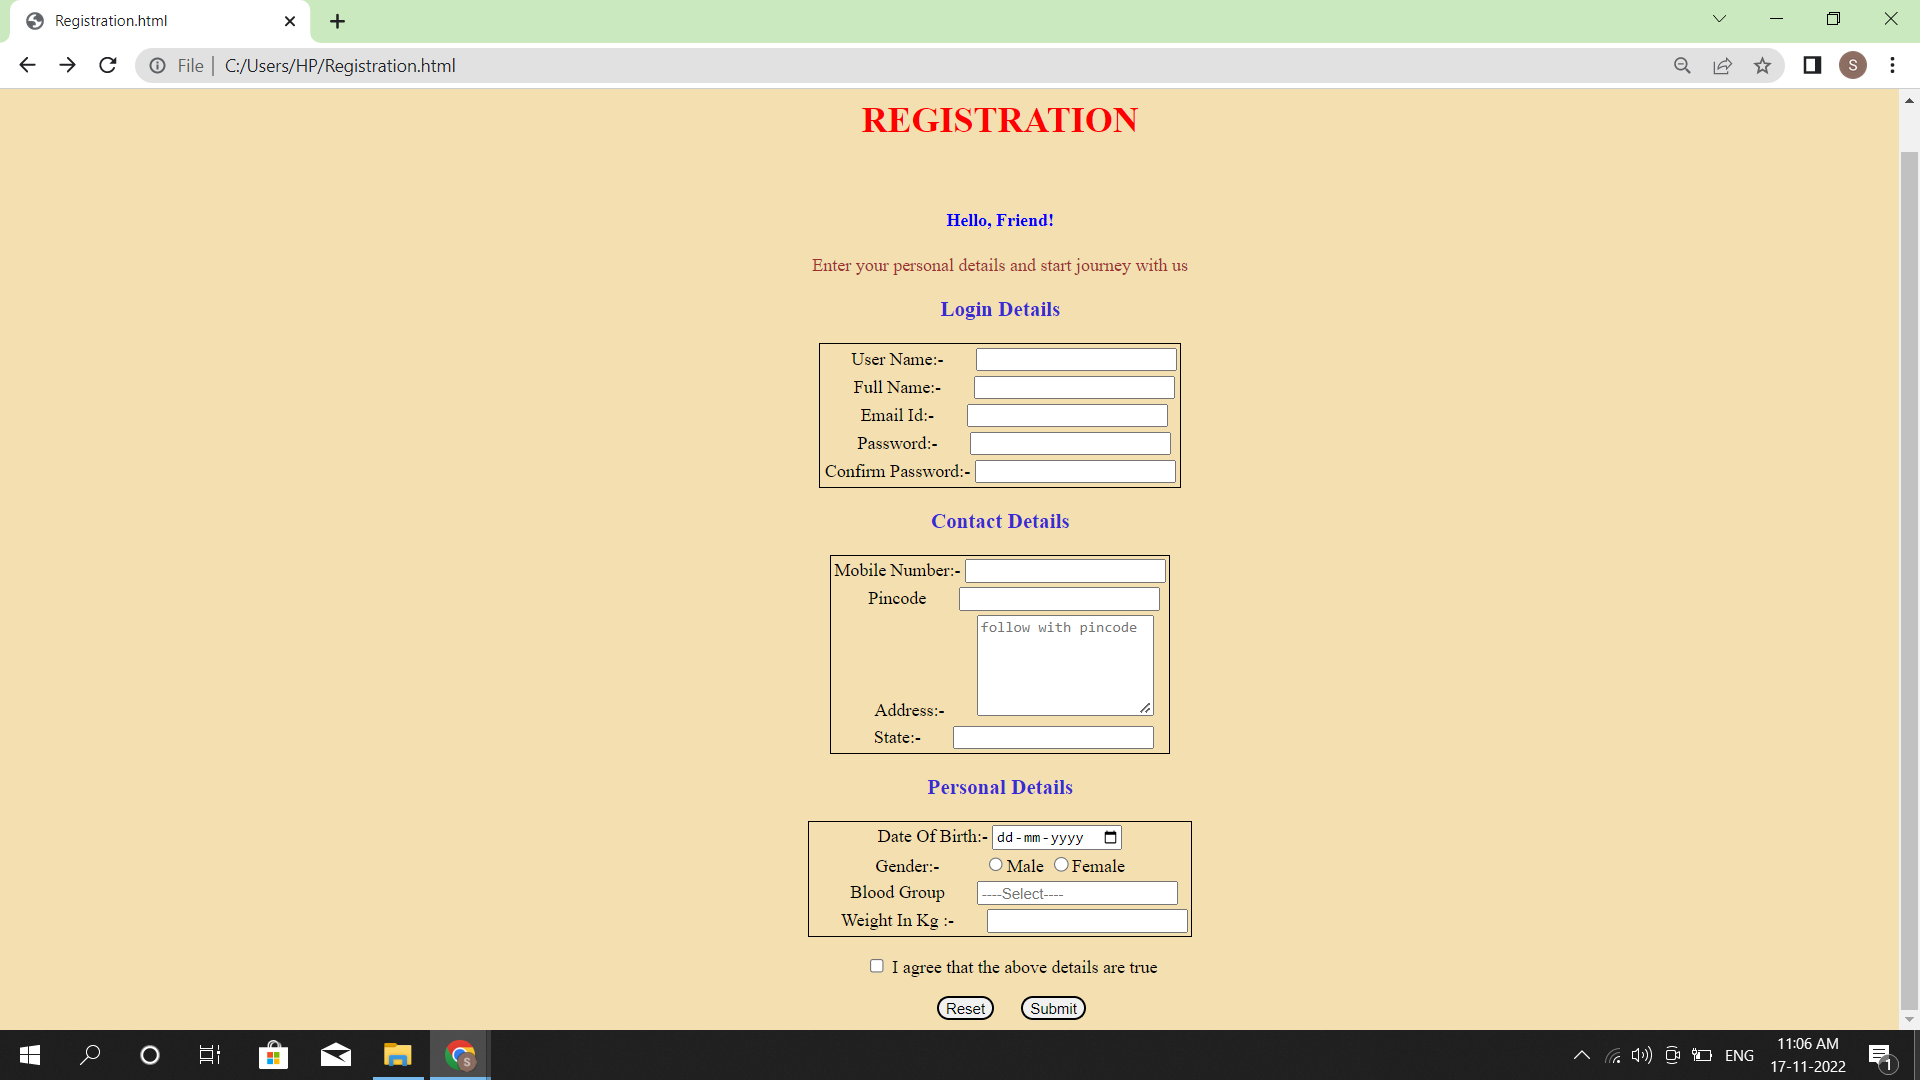 Registration.html
File | C:/Users/HP/Registration.html
S
REGISTRATION
Hello, Friend!
Enter your personal details and start journey with us
Login Details
User Name:-
Full Name:-
Email Id:-
Password:-
Confirm Password:-
Contact Details
Mobile Number:-
Pincode
follow with pincode
Address:-
State:-
Personal Details
Date Of Birth:- dd-mm-yyyy
Gender:- Male Female
Blood Group ----Select----
Weight In Kg :-
I agree that the above details are true
Reset Submit
S
ENG
11:06 AM
17-11-2022
1